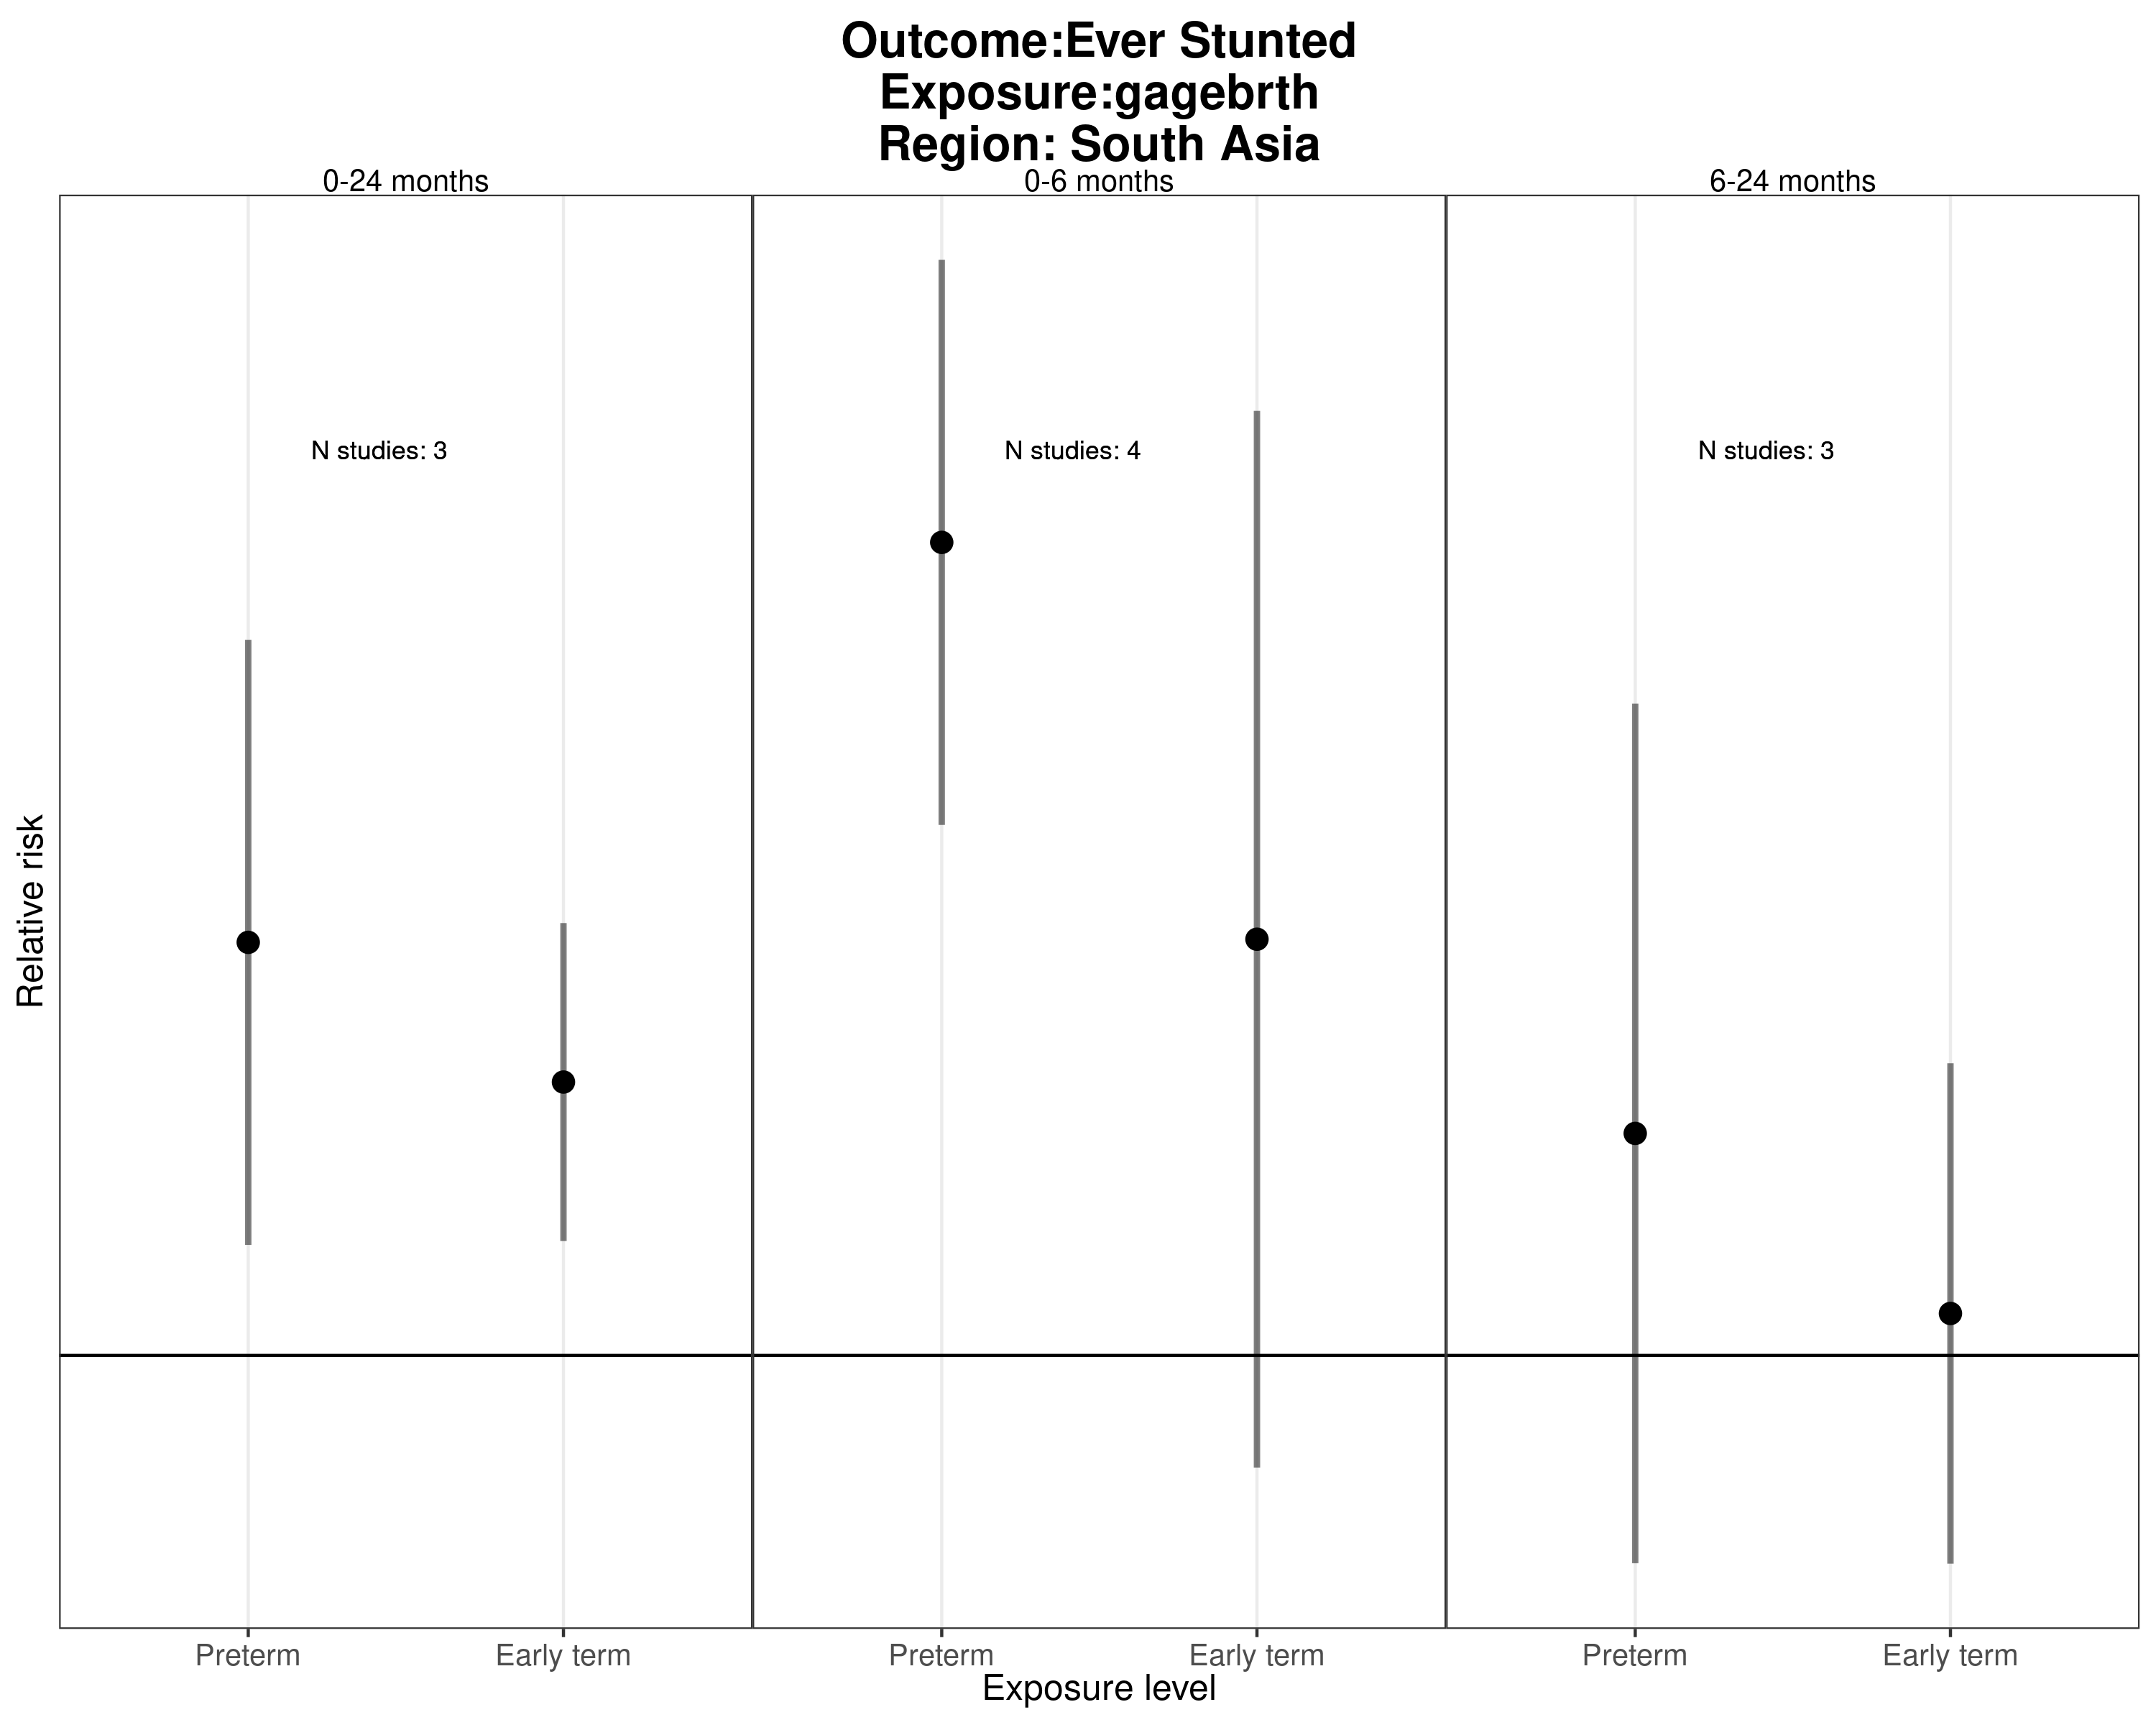 Outcome:Ever Stunted
Exposure:gagebrth
Region: South Asia
0-24 months
0-6 months
6-24 months
N studies: 3
N studies: 4
N studies: 3
Relative risk
Preterm
Early term
Preterm
Early term
Preterm
Early term
Exposure level